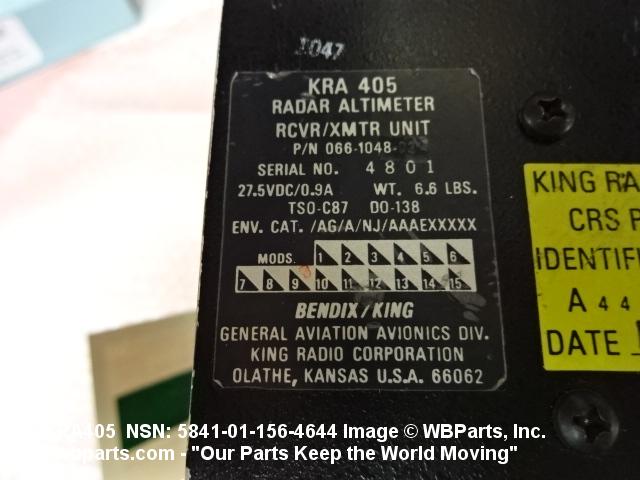 1047
KRA 405
RADAR ALTIMETER
RCVR/XMTR UNIT
P/N 066-1048-
SERIAL NO. 4801
27.5VDC/0.9A WT. 6.6 LBS.
TSO-C87 DO-138
ENV. CAT. /AG/A/NJ/AAAEXXXXX
MODS. 1 2 3 4 5 6
7 8 9 10 11 12 13 14 15
BENDIX/KING
GENERAL AVIATION AVIONICS DIV.
KING RADIO CORPORATION
OLATHE, KANSAS U.S.A. 66062
KING RA
CRS
IDENTIF
A 4 4
DATE
A405 NSN: 5841-01-156-4644 Image © WBParts, Inc.
bparts.com - "Our Parts Keep the World Moving"